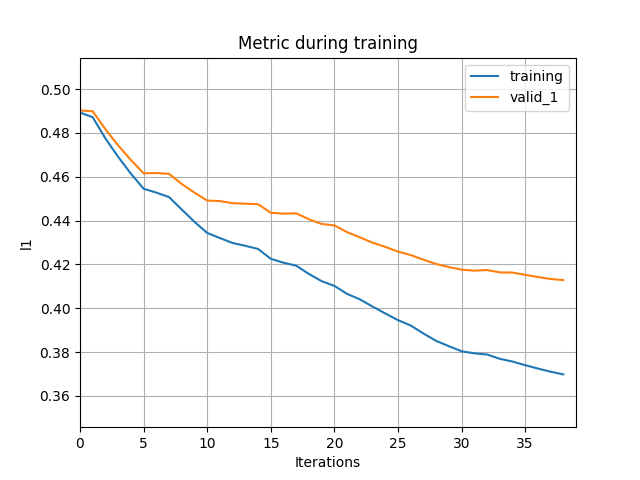 Metric during training
training
valid_1
l1
0.50
0.48
0.46
0.44
0.42
0.40
0.38
0.36
0 5 10 15 20 25 30 35
Iterations